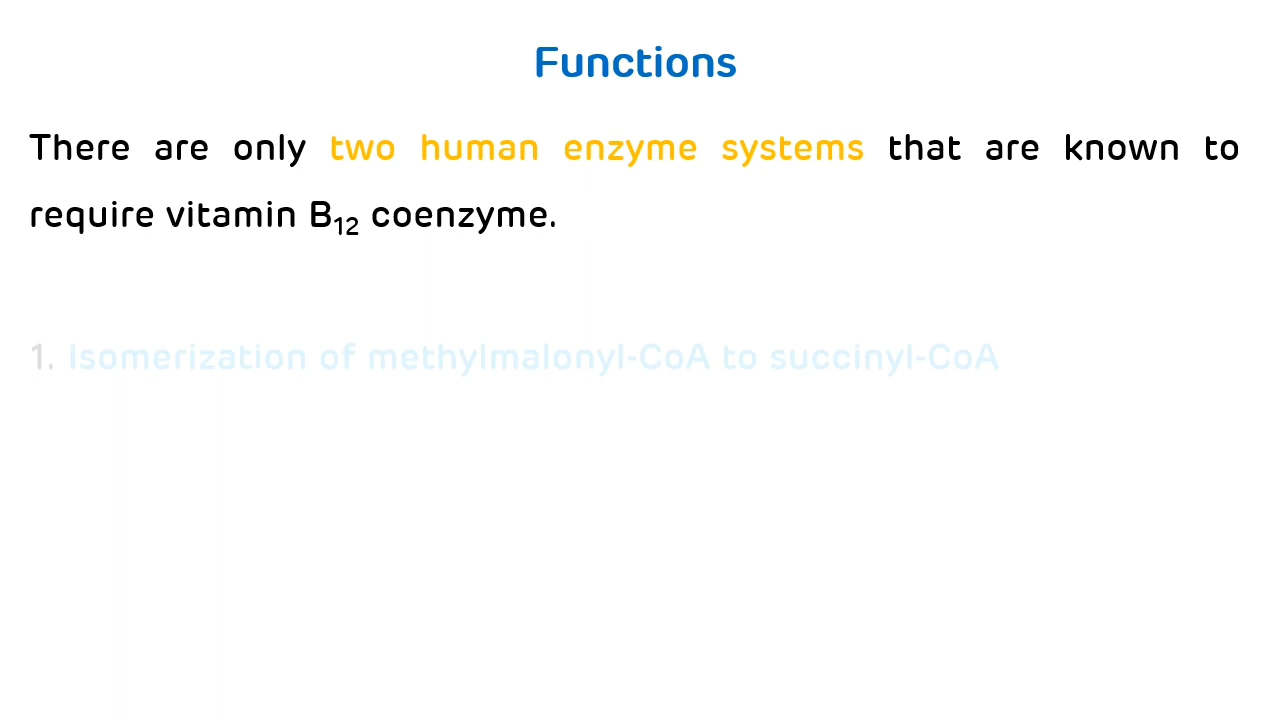 Functions
There are only two human enzyme systems that are known to
require vitamin B₁₂ coenzyme.
1. Isomerization of methylmalonyl-CoA to succinyl-CoA